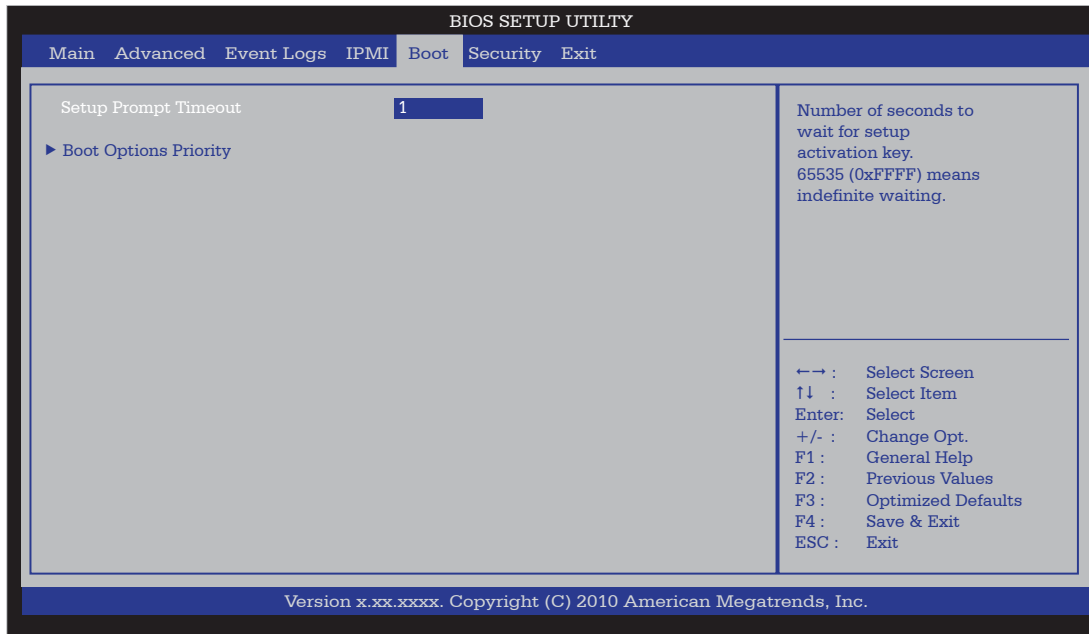 BIOS SETUP UTILTY
Main Advanced Event Logs IPMI Boot Security Exit
Setup Prompt Timeout 1
▶ Boot Options Priority
Number of seconds to
wait for setup
activation key.
65535 (0xFFFF) means
indefinite waiting.
←→ : Select Screen
↑↓ : Select Item
Enter: Select
+/- : Change Opt.
F1 : General Help
F2 : Previous Values
F3 : Optimized Defaults
F4 : Save & Exit
ESC : Exit
Version x.xx.xxxx. Copyright (C) 2010 American Megatrends, Inc.